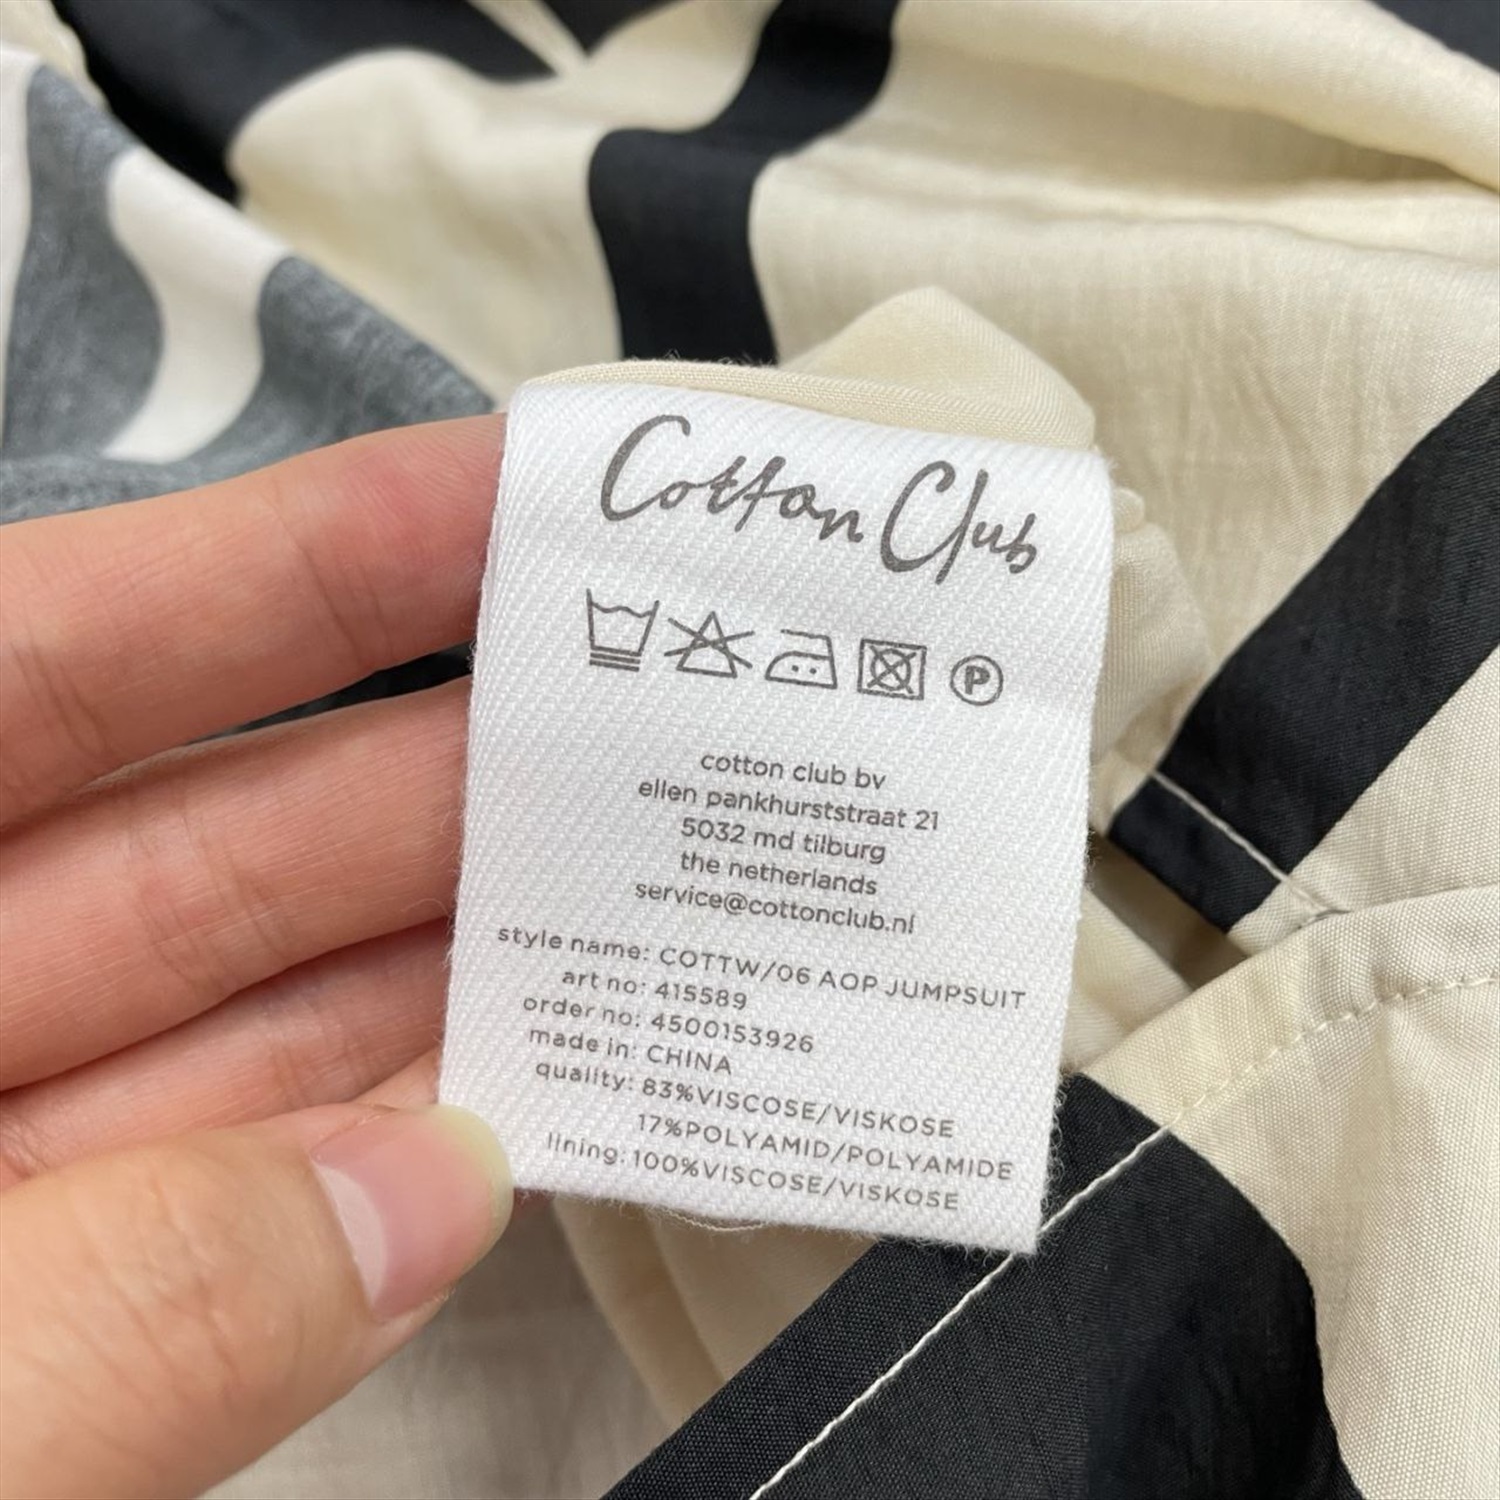 Cotton Club
P
cotton club bv
ellen pankhurststraat 21
5032 md tilburg
the netherlands
service@cottonclub.nl
style name: COTTW/06 AOP JUMPSUIT
art no: 415589
order no: 4500153926
made in: CHINA
quality: 83%VISCOSE/VISKOSE
17%POLYAMID/POLYAMIDE
lining:100%VISCOSE/VISKOSE